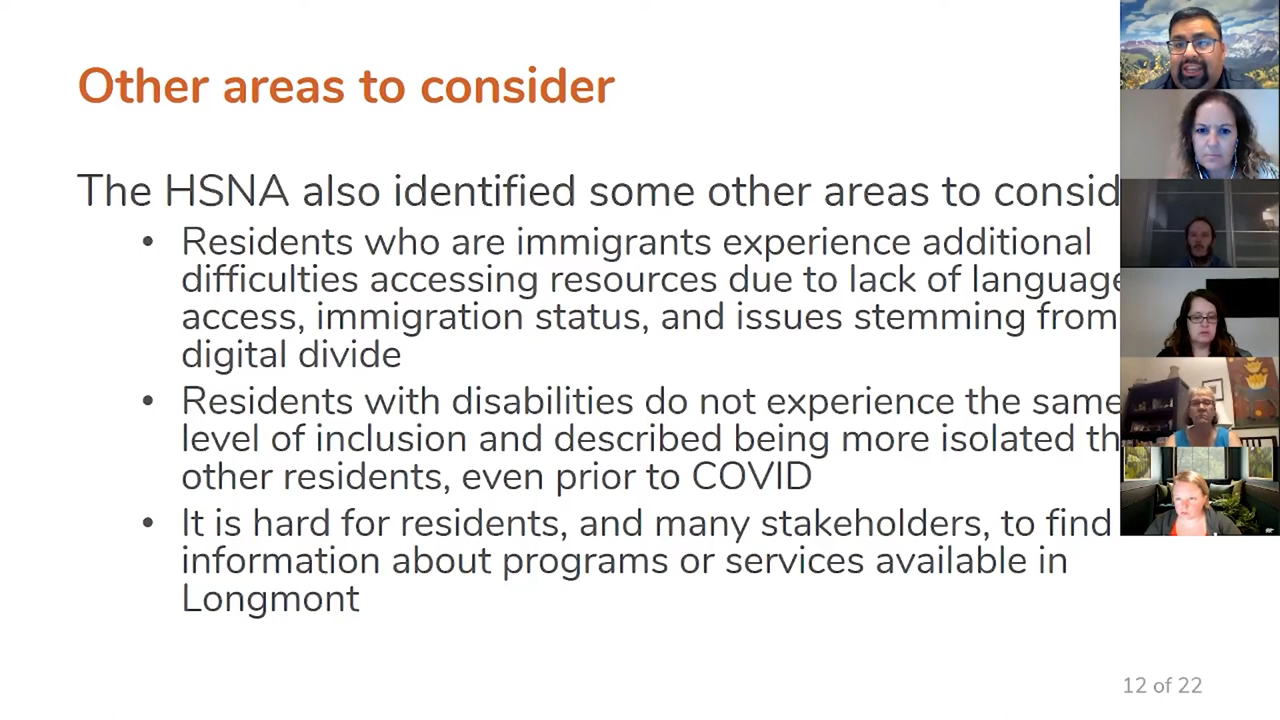 Other areas to consider
The HSNA also identified some other areas to consid
Residents who are immigrants experience additional
difficulties accessing resources due to lack of language
access, immigration status, and issues stemming from
digital divide
Residents with disabilities do not experience the same
level of inclusion and described being more isolated th
other residents, even prior to COVID
It is hard for residents, and many stakeholders, to find
information about programs or services available in
Longmont
12 of 22